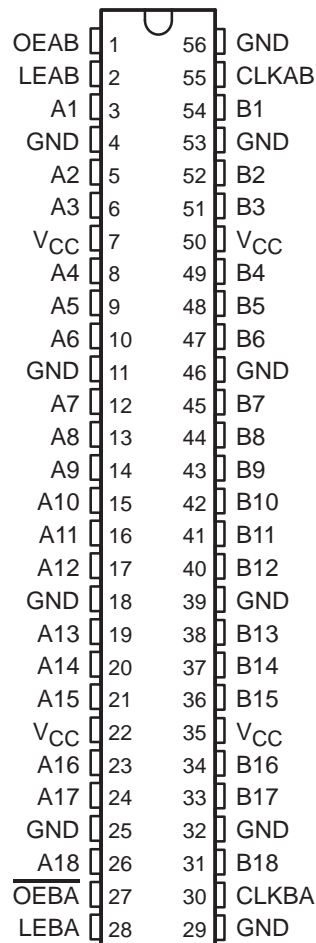 OEAB 1 56 GND
LEAB 2 55 CLKAB
A1 3 54 B1
GND 4 53 GND
A2 5 52 B2
A3 6 51 B3
VCC 7 50 VCC
A4 8 49 B4
A5 9 48 B5
A6 10 47 B6
GND 11 46 GND
A7 12 45 B7
A8 13 44 B8
A9 14 43 B9
A10 15 42 B10
A11 16 41 B11
A12 17 40 B12
GND 18 39 GND
A13 19 38 B13
A14 20 37 B14
A15 21 36 B15
VCC 22 35 VCC
A16 23 34 B16
A17 24 33 B17
GND 25 32 GND
A18 26 31 B18
OEBA 27 30 CLKBA
LEBA 28 29 GND